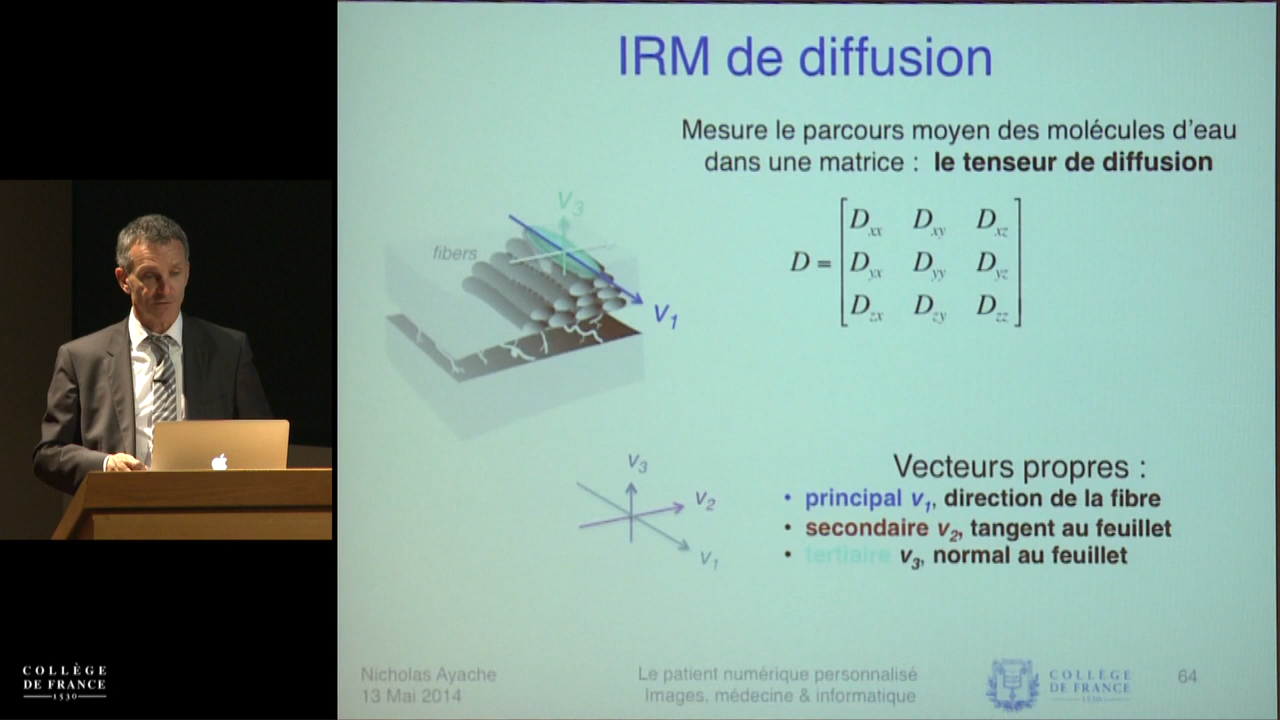 IRM de diffusion
Mesure le parcours moyen des molécules d'eau
dans une matrice : le tenseur de diffusion
V3
fibers
V1
D = [ Dxx Dxy Dxz
Dyx Dyy Dyz
Dzx Dzy Dzz ]
V3
V2
V1
Vecteurs propres :
• principal v1, direction de la fibre
• secondaire v2, tangent au feuillet
• tertiaire v3, normal au feuillet
Nicholas Ayache
13 Mai 2014
Le patient numérique personnalisé
Images, médecine & informatique
COLLÈGE
DE FRANCE
1530
64
COLLÈGE
DE FRANCE
1530